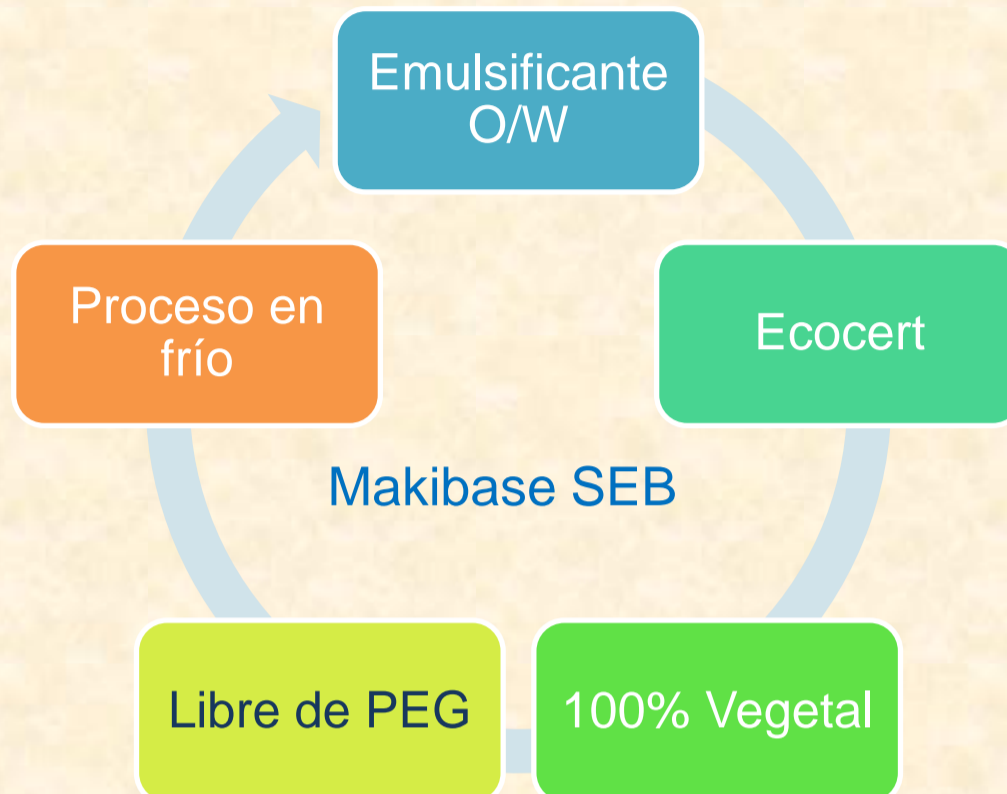 Emulsificante
O/W
Proceso en
frío
Ecocert
Makibase SEB
Libre de PEG
100% Vegetal